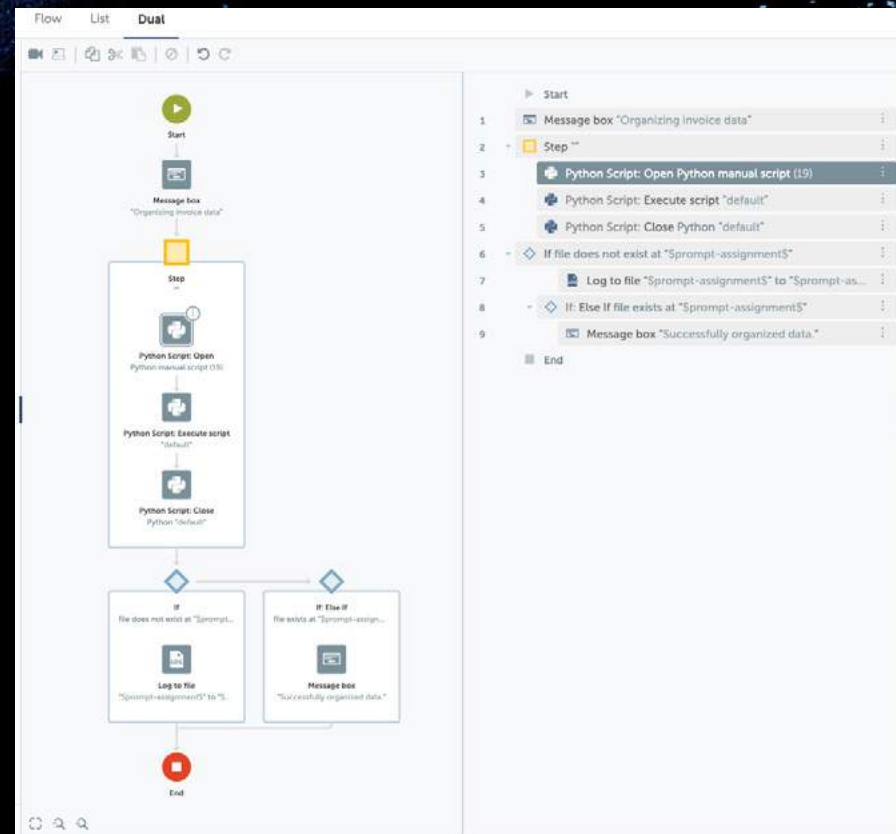 Flow List Dual
Start
Message box
"Organizing invoice data"
Step
""
Python Script: Open
Python manual script (19)
Python Script: Execute script
"default"
Python Script: Close
Python "default"
If
file does not exist at "$prompt...
If: Else If
file exists at "$prompt-assign...
LOG
Log to file
"$prompt-assignment$" to "$...
Message box
"Successfully organized data."
End
Start
1 Message box "Organizing invoice data"
2 Step ""
3 Python Script: Open Python manual script (19)
4 Python Script: Execute script "default"
5 Python Script: Close Python "default"
6 If file does not exist at "$prompt-assignment$"
7 Log to file "$prompt-assignment$" to "$prompt-as...
8 If: Else If file exists at "$prompt-assignment$"
9 Message box "Successfully organized data."
End